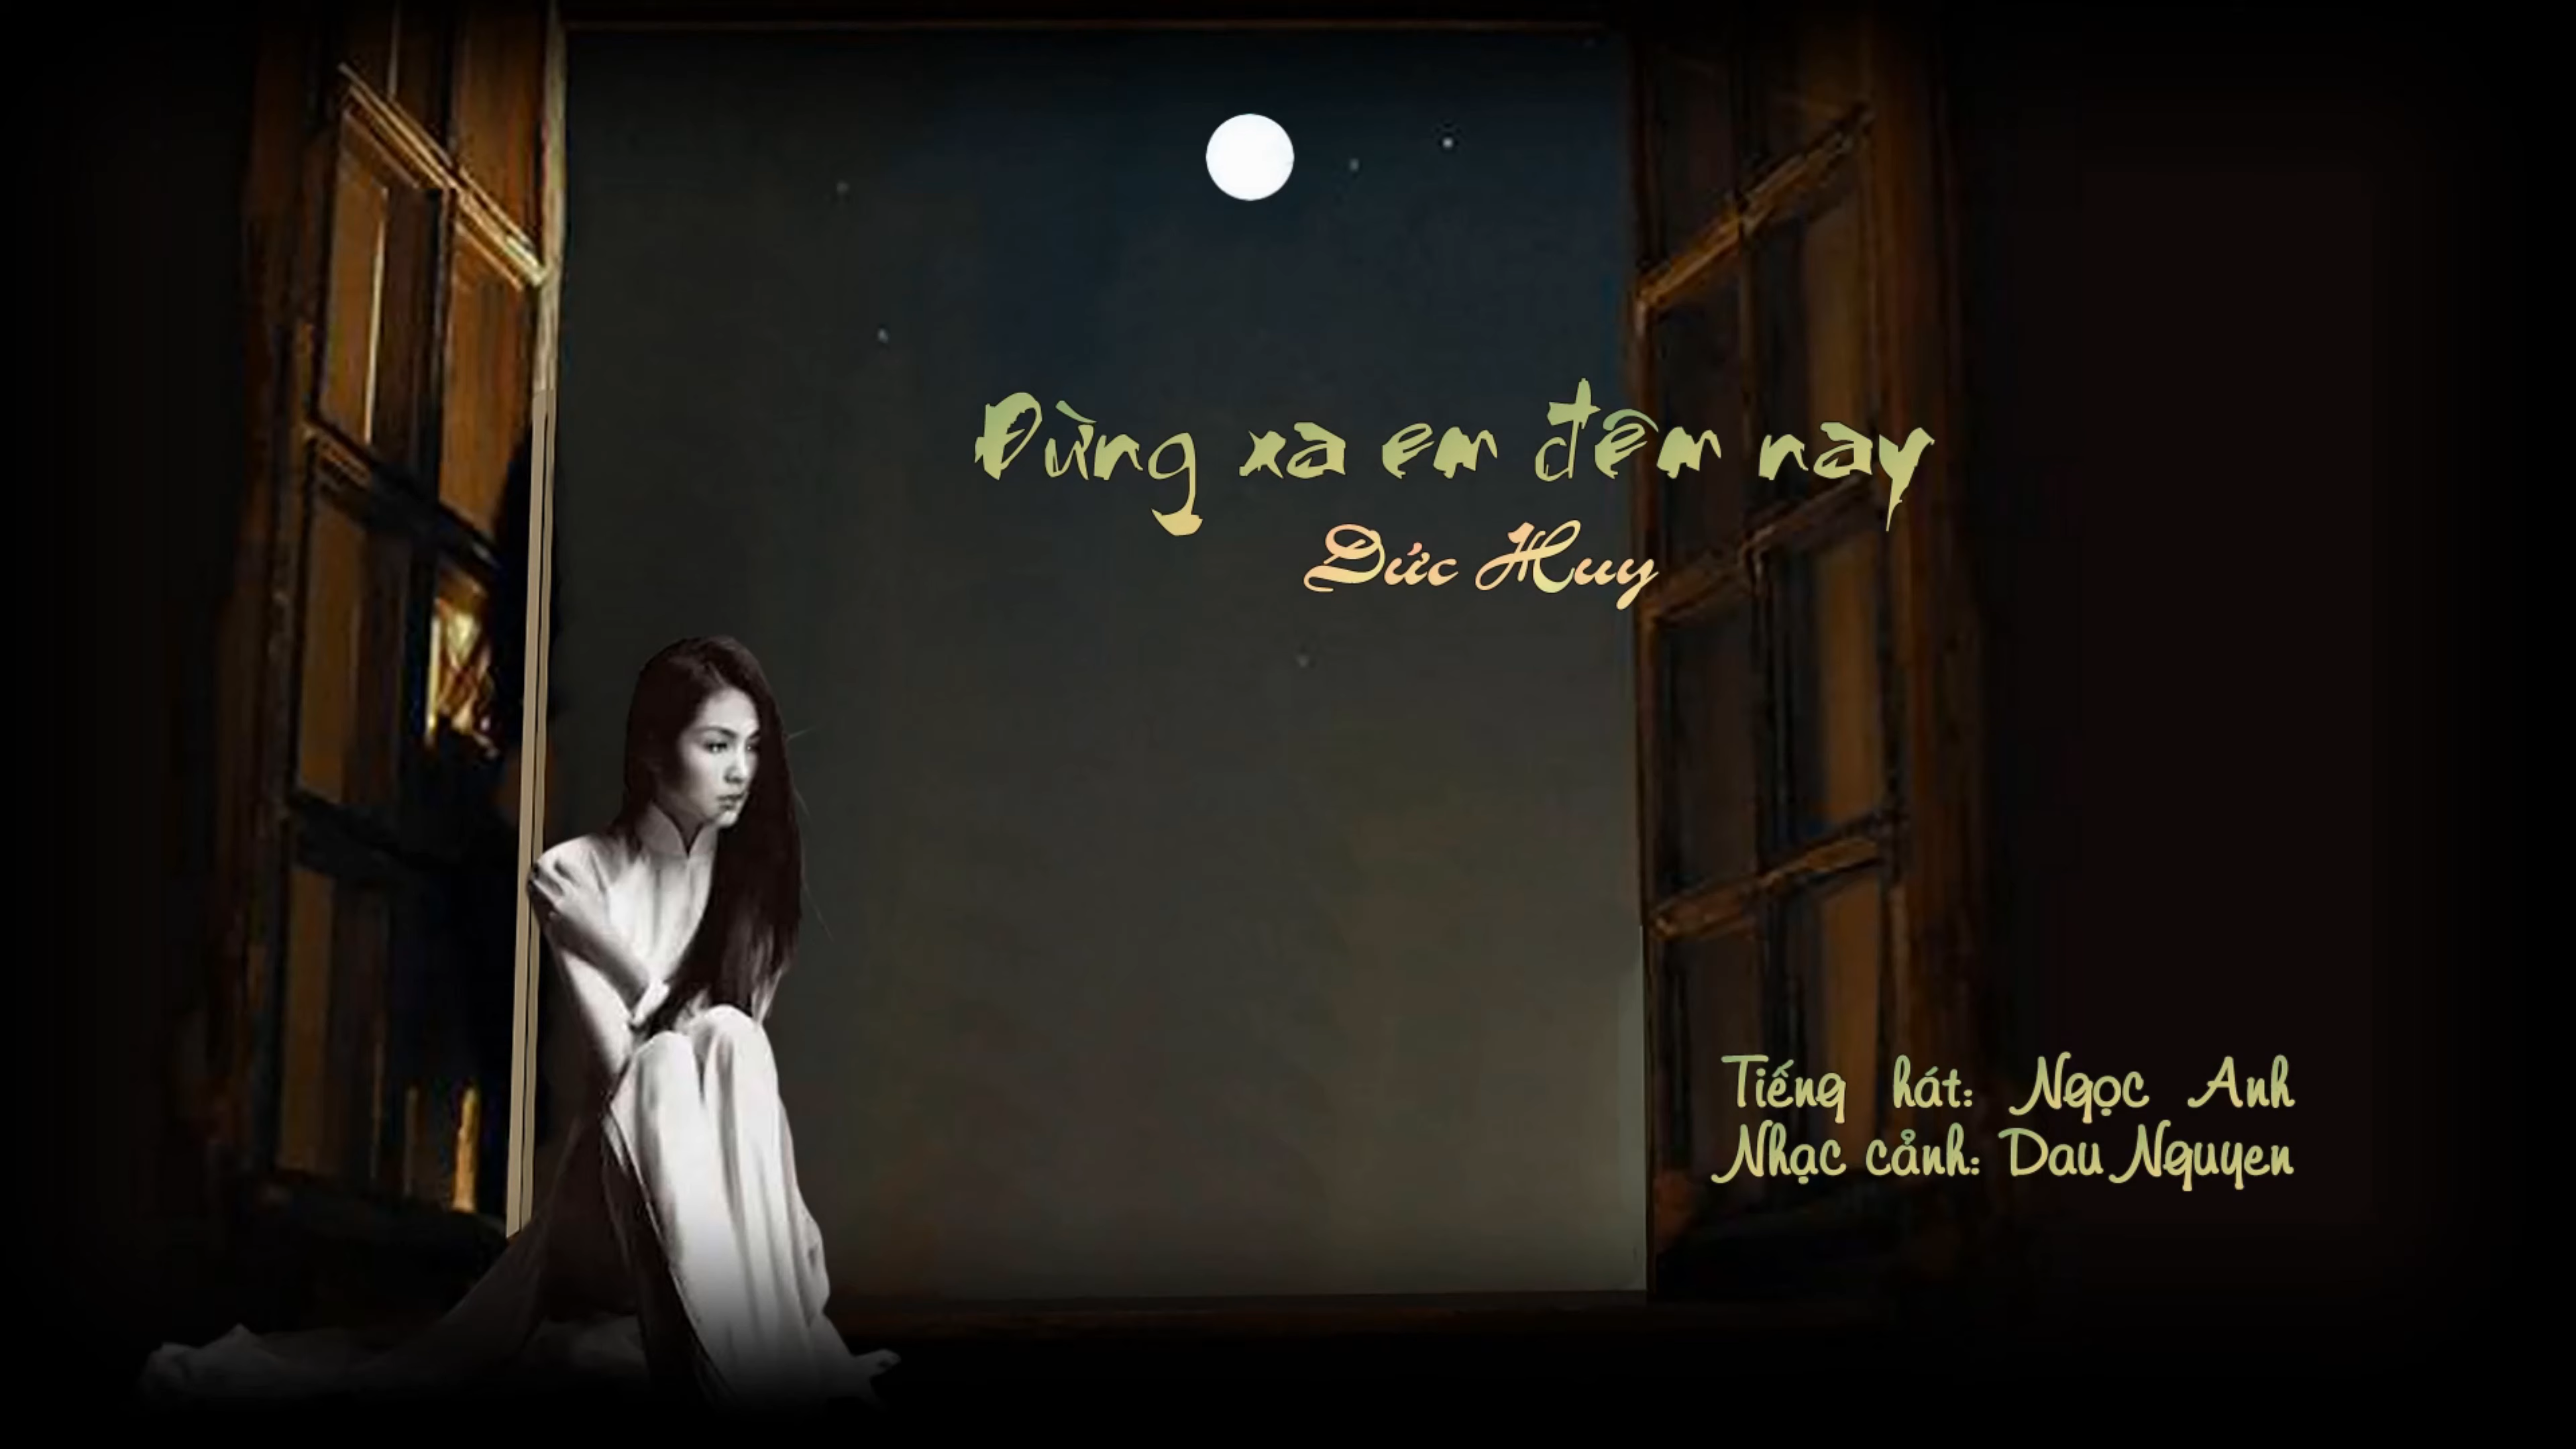 Đừng xa em đêm nay
Đức Huy
Tiếng hát: Ngọc Anh
Nhạc cảnh: Dau Nguyen